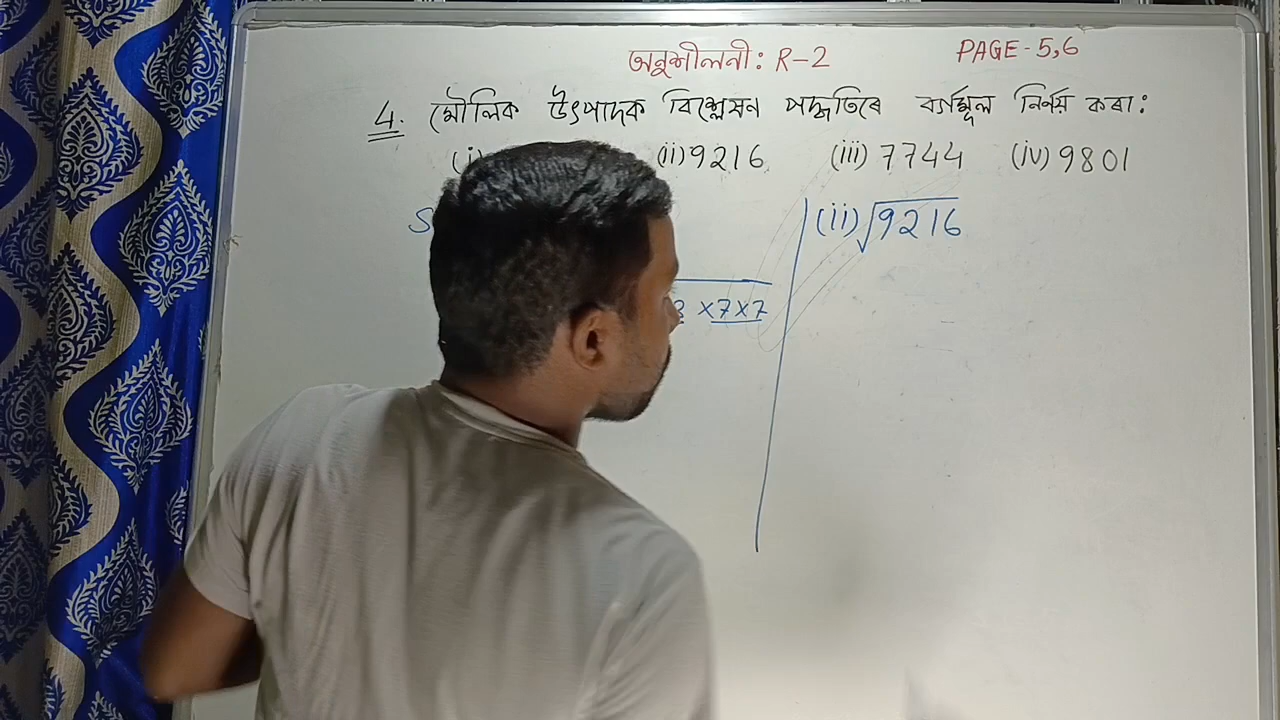 অনুশীলনী: R-2 PAGE-5,6
4. মৌলিক উৎপাদক বিশ্লেষন পদ্ধতিৰে বৰ্গমূল নিৰ্ণয় কৰা:
(i) (ii) 9216 (iii) 7744 (iv) 9801
S
×7×7
(ii) √9216